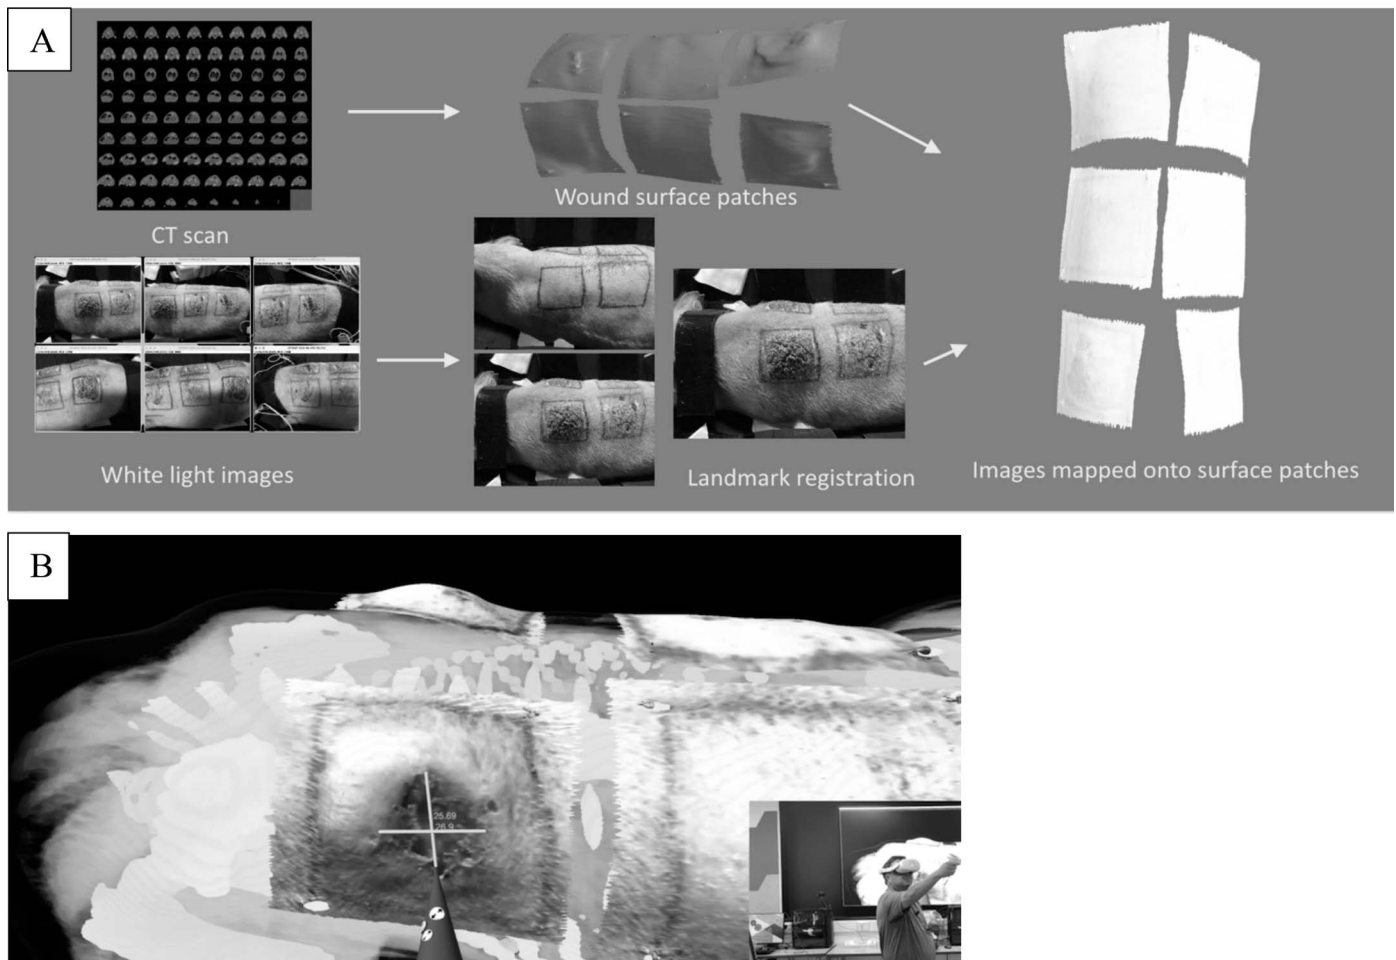 A
Wound surface patches
CT scan
White light images
Landmark registration
Images mapped onto surface patches
B
25.69
26.9